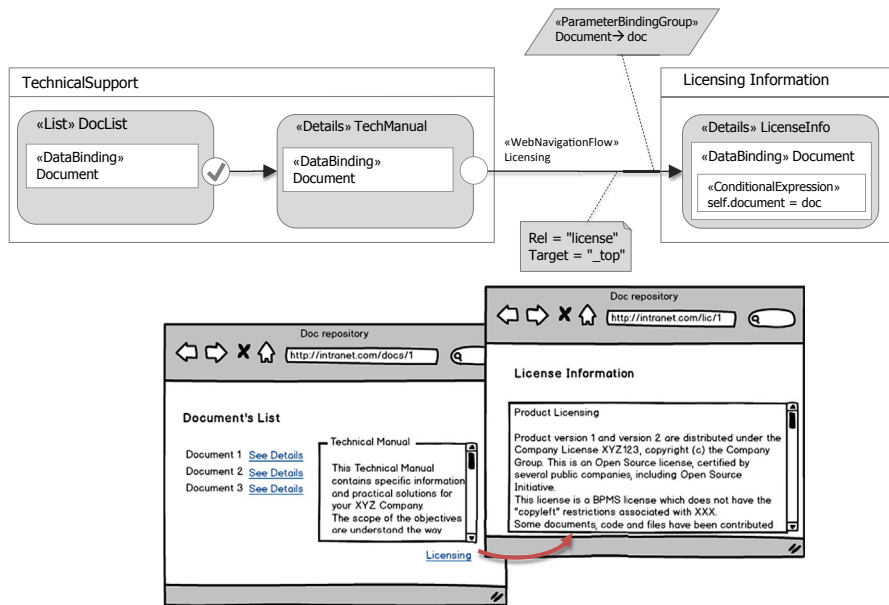 «ParameterBindingGroup»
Document→ doc
TechnicalSupport
«List» DocList
«DataBinding»
Document
«Details» TechManual
«DataBinding»
Document
«WebNavigationFlow»
Licensing
Licensing Information
«Details» LicenseInfo
«DataBinding» Document
«ConditionalExpression»
self.document = doc
Rel = "license"
Target = "_top"
Doc repository
http://intranet.com/docs/1
Document's List
Document 1 See Details
Document 2 See Details
Document 3 See Details
Technical Manual
This Technical Manual
contains specific information
and practical solutions for
your XYZ Company.
The scope of the objectives
are understand the way
Licensing
Doc repository
http://intranet.com/lic/1
License Information
Product Licensing
Product version 1 and version 2 are distributed under the
Company License XYZ123, copyright (c) the Company
Group. This is an Open Source license, certified by
several public companies, including Open Source
Initiative.
This license is a BPMS license which does not have the
"copyleft" restrictions associated with XXX.
Some documents, code and files have been contributed